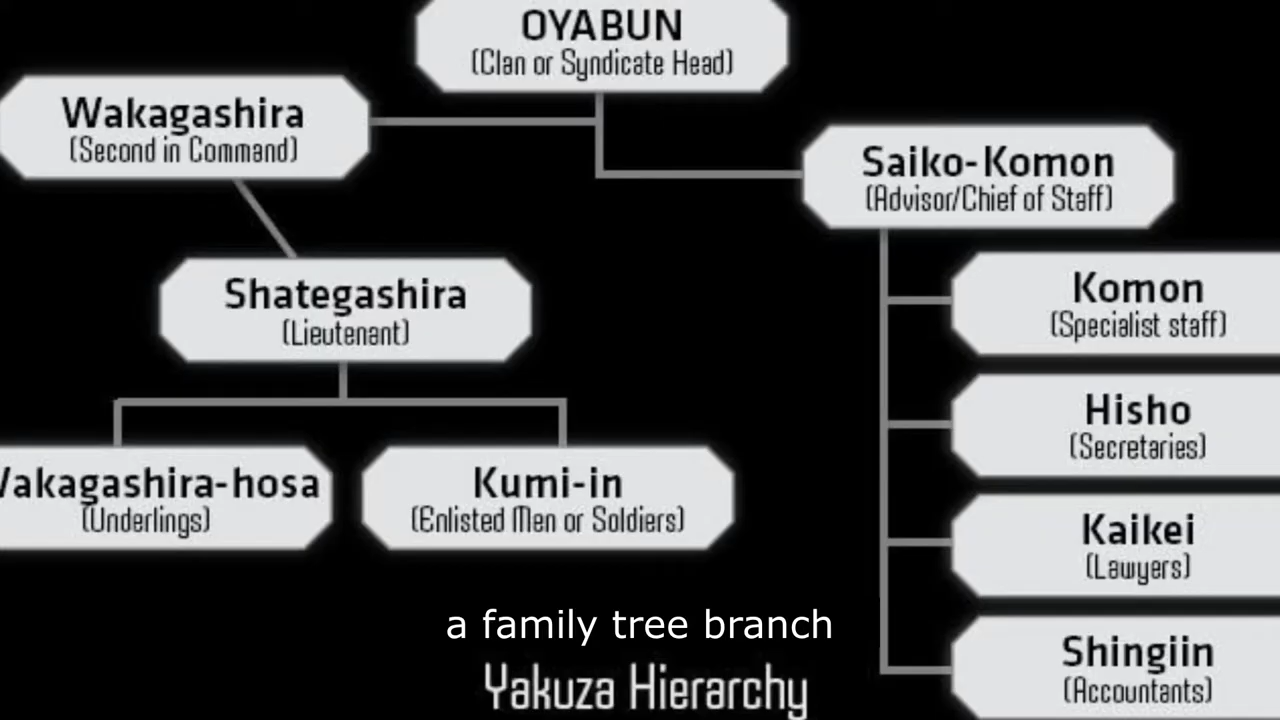 OYABUN
(Clan or Syndicate Head)
Wakagashira
(Second in Command)
Saiko-Komon
(Advisor/Chief of Staff)
Shategashira
(Lieutenant)
Komon
(Specialist staff)
Hisho
(Secretaries)
Wakagashira-hosa
(Underlings)
Kumi-in
(Enlisted Men or Soldiers)
Kaikei
(Lawyers)
Shingiin
(Accountants)
a family tree branch
Yakuza Hierarchy